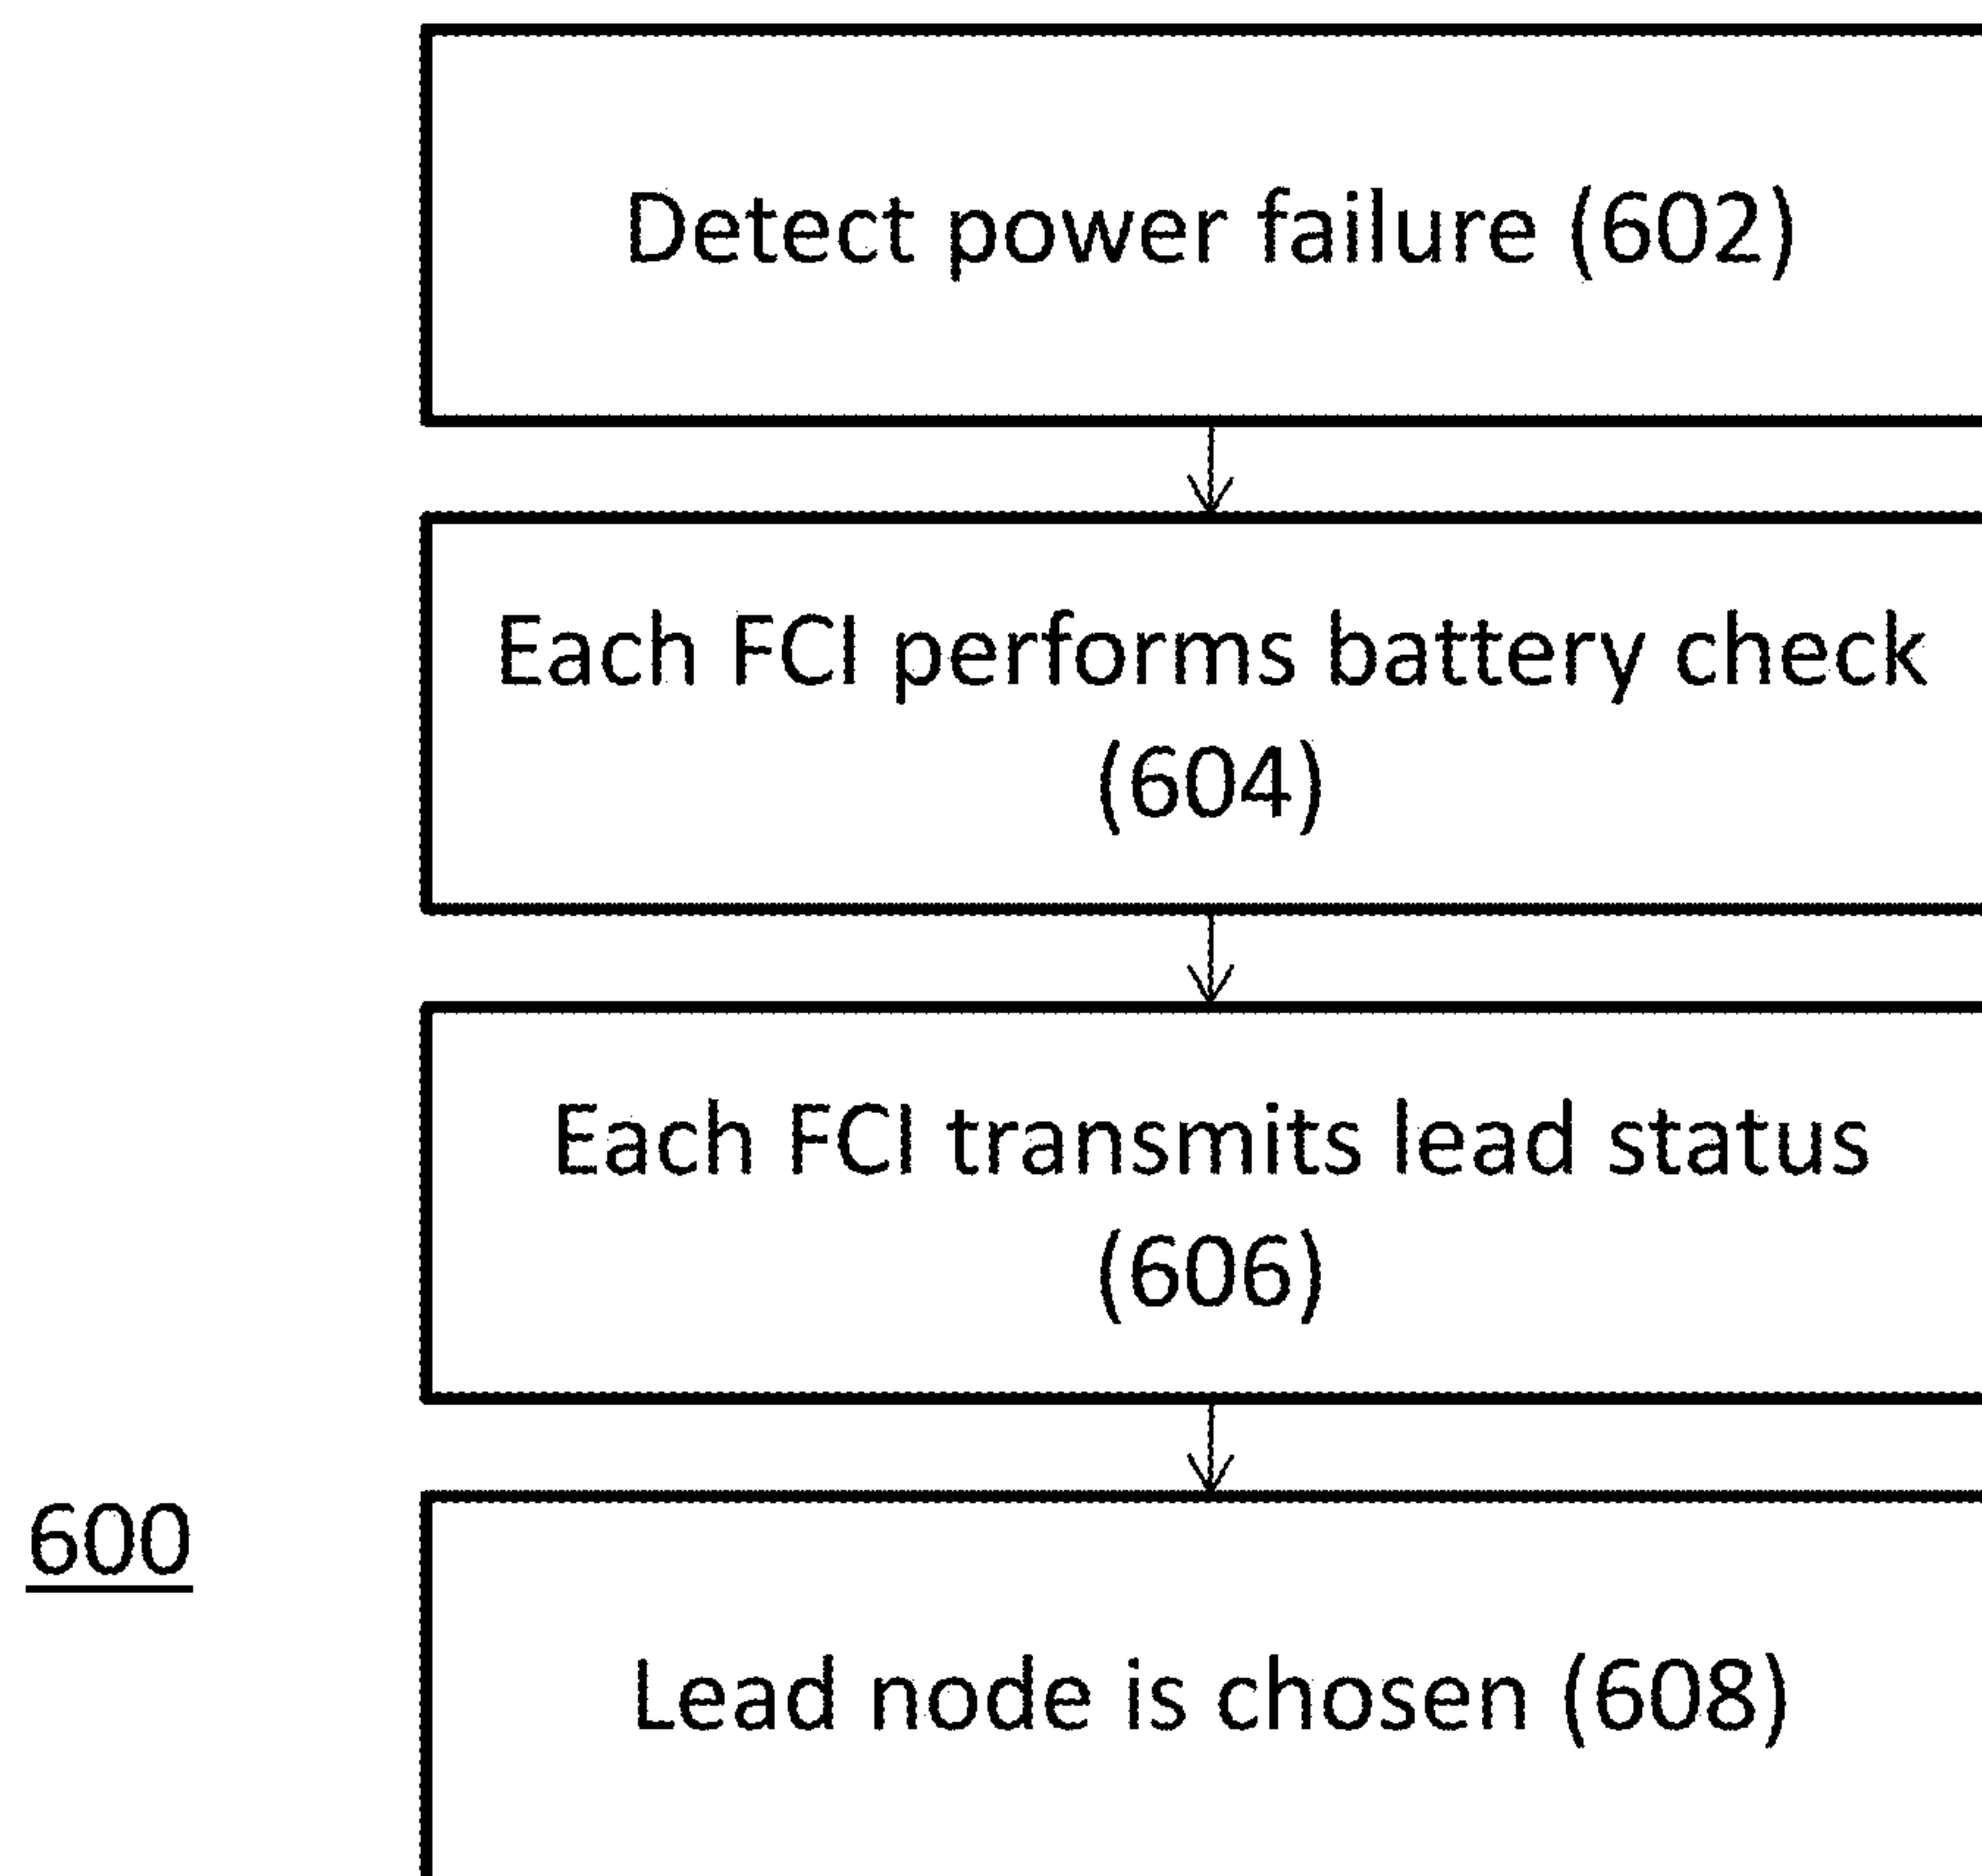 Detect power failure (602)
Each FCI performs battery check
(604)
Each FCI transmits lead status
(606)
600
Lead node is chosen (608)